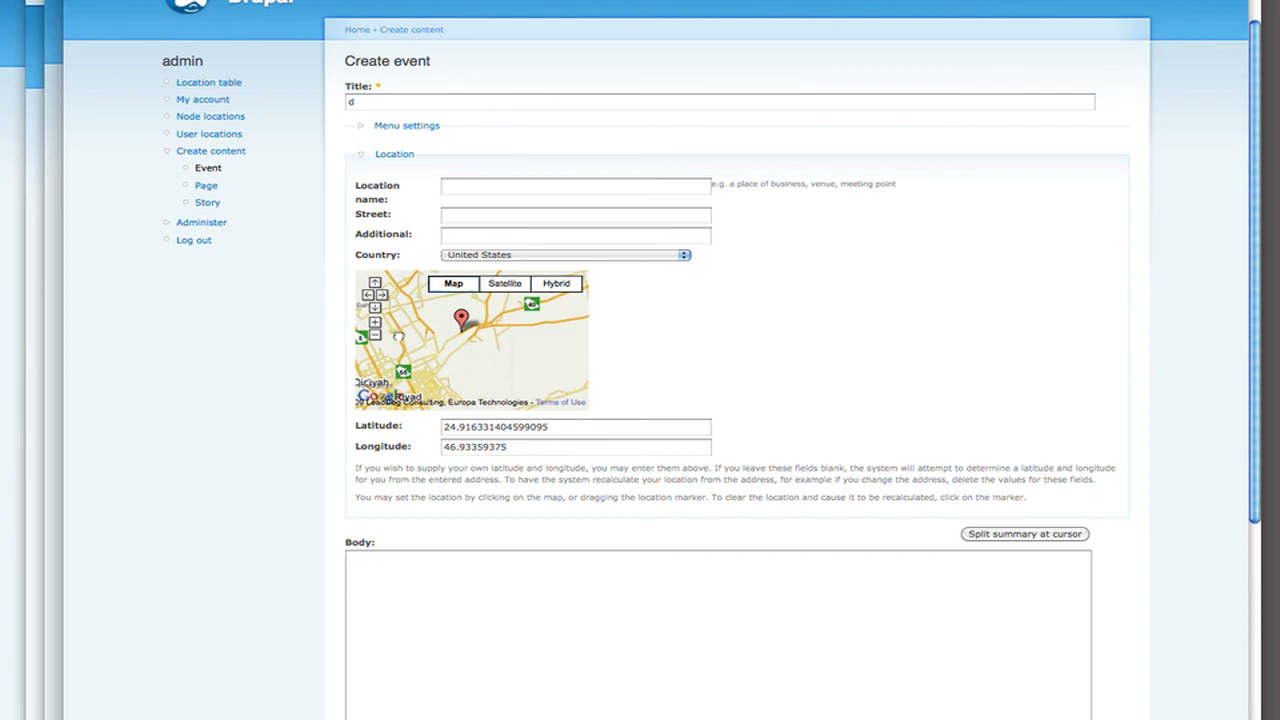 Drupal
Home › Create content
admin
Location table
My account
Node locations
User locations
Create content
Event
Page
Story
Administer
Log out
Create event
Title: *
d
Menu settings
Location
Location name:
e.g. a place of business, venue, meeting point
Street:
Additional:
Country:
United States
Map
Satellite
Hybrid
40
65
Riyad
Consulting, Europa Technologies - Terms of Use
Latitude:
24.916331404599095
Longitude:
46.93359375
If you wish to supply your own latitude and longitude, you may enter them above. If you leave these fields blank, the system will attempt to determine a latitude and longitude
for you from the entered address. To have the system recalculate your location from the address, for example if you change the address, delete the values for these fields.
You may set the location by clicking on the map, or dragging the location marker. To clear the location and cause it to be recalculated, click on the marker.
Split summary at cursor
Body: